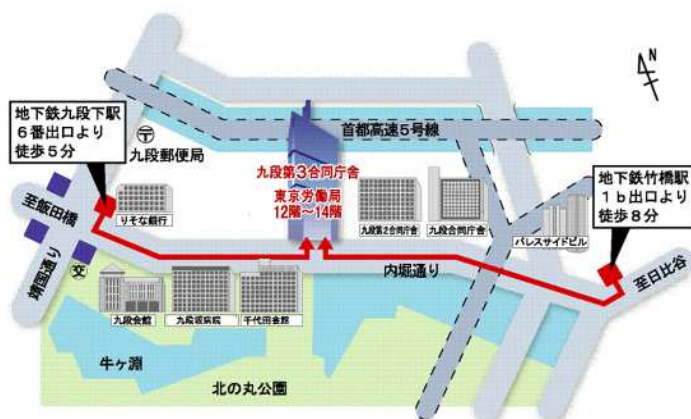 N
地下鉄九段下駅
6番出口より
徒歩5分
〒
九段郵便局
首都高速5号線
九段第3合同庁舎
東京労働局
12階～14階
地下鉄竹橋駅
1b出口より
徒歩8分
至飯田橋
りそな銀行
九段第2合同庁舎
九段合同庁舎
パレスサイドビル
靖国通り
交
内堀通り
至日比谷
九段会館
九段坂病院
千代田会館
牛ヶ淵
北の丸公園